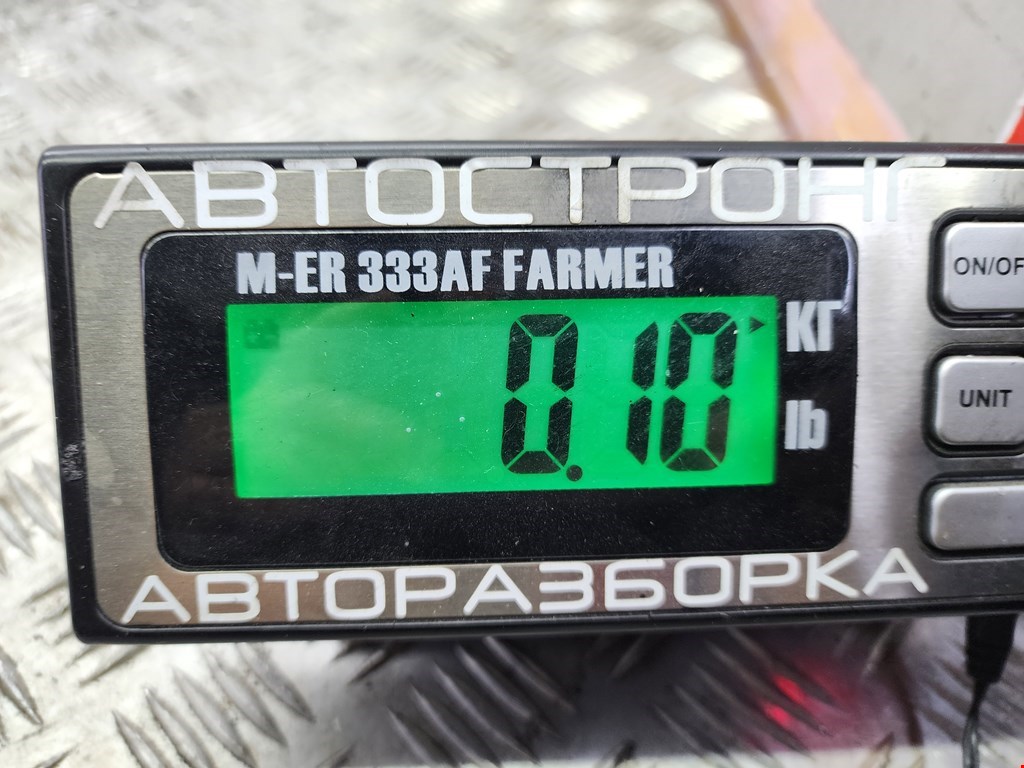 АВТОСТРОНГ
M-ER 333AF FARMER
0.10
КГ
lb
ON/OF
UNIT
АВТОРАЗБОРКА